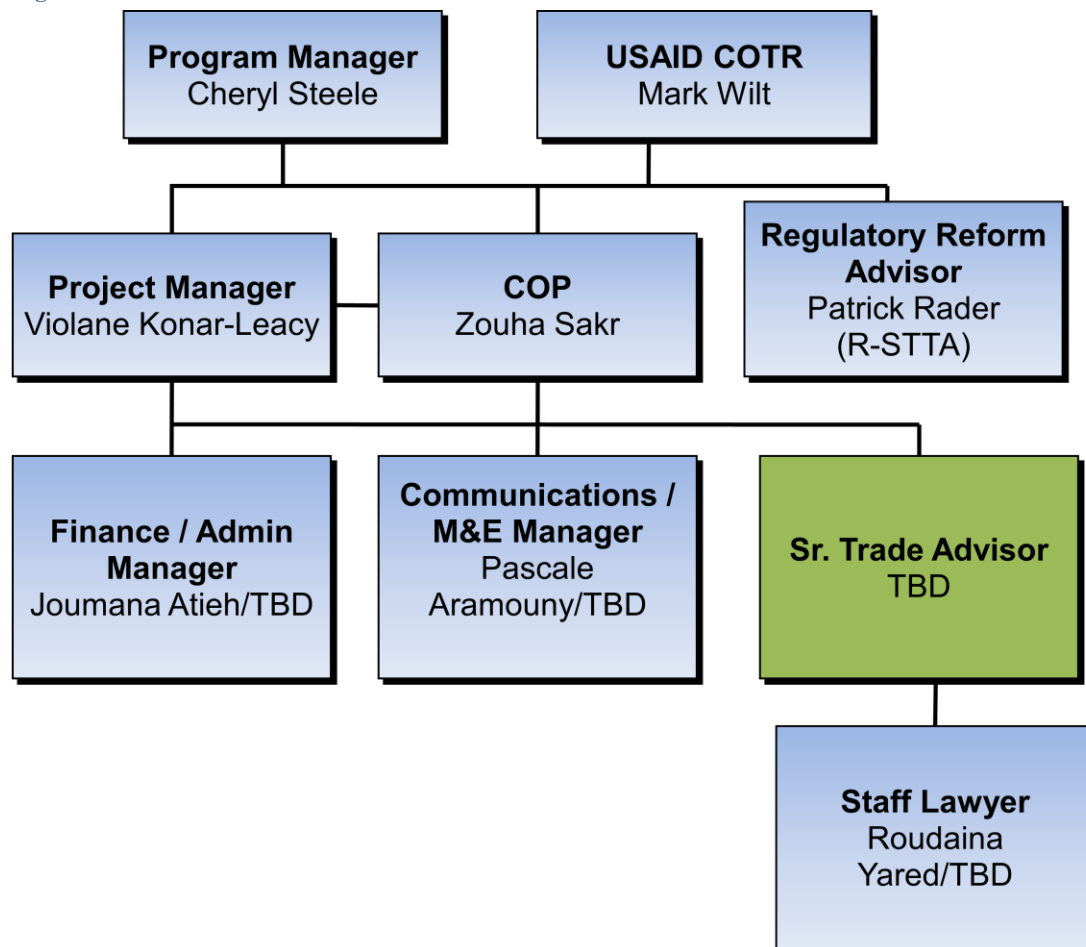 Program Manager
Cheryl Steele
USAID COTR
Mark Wilt
Project Manager
Violane Konar-Leacy
COP
Zouha Sakr
Regulatory Reform
Advisor
Patrick Rader
(R-STTA)
Finance / Admin
Manager
Joumana Atieh/TBD
Communications /
M&E Manager
Pascale
Aramouny/TBD
Sr. Trade Advisor
TBD
Staff Lawyer
Roudaina
Yared/TBD